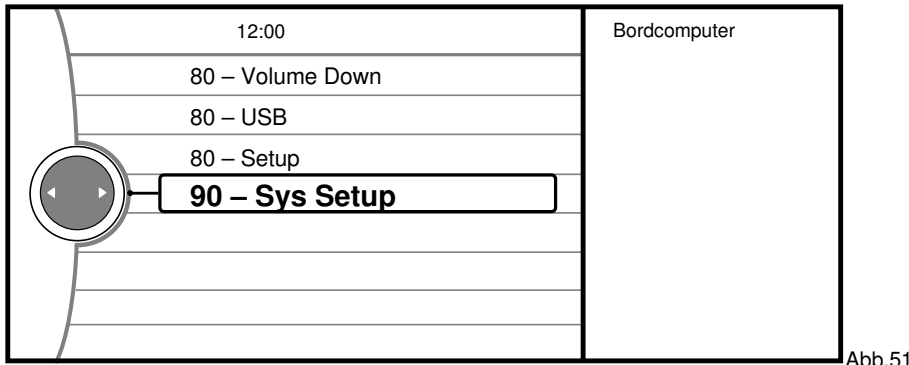 12:00
80 – Volume Down
80 – USB
80 – Setup
90 – Sys Setup
Bordcomputer
Abb.51